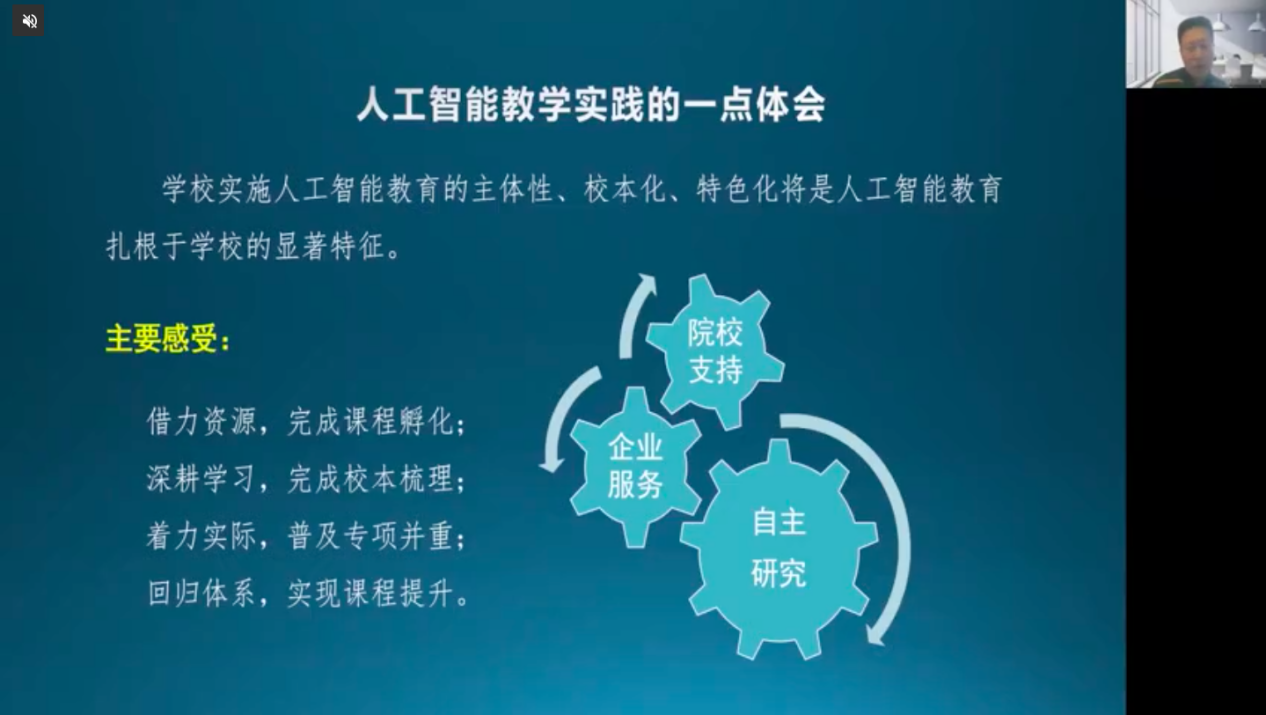 人工智能教学实践的一点体会
学校实施人工智能教育的主体性、校本化、特色化将是人工智能教育
扎根于学校的显著特征。
主要感受：
借力资源，完成课程孵化；
深耕学习，完成校本梳理；
着力实际，普及专项并重；
回归体系，实现课程提升。
院校
支持
企业
服务
自主
研究